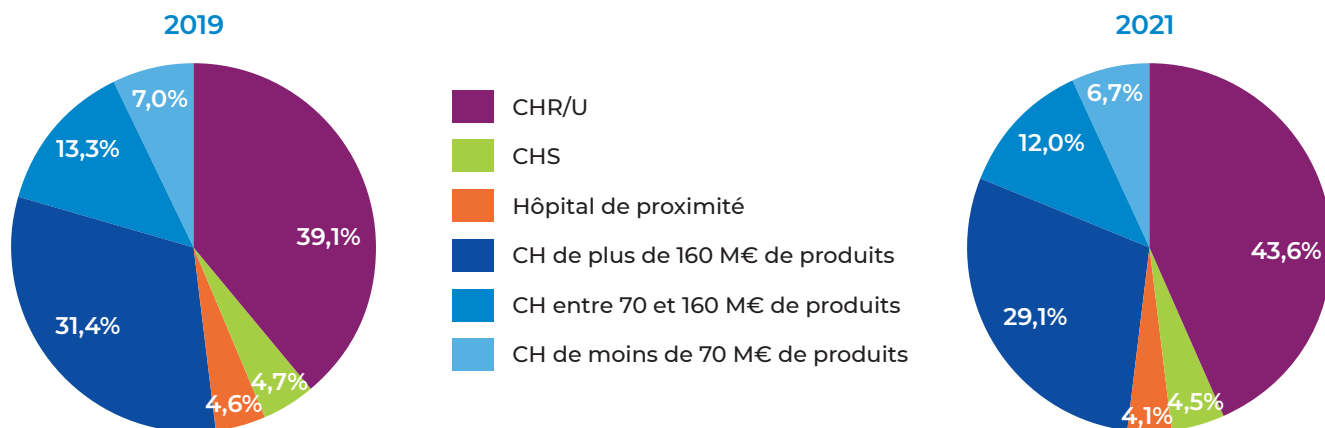 2019
7,0%
13,3%
39,1%
31,4%
4,7%
4,6%
CHR/U
CHS
Hôpital de proximité
CH de plus de 160 M€ de produits
CH entre 70 et 160 M€ de produits
CH de moins de 70 M€ de produits
2021
6,7%
12,0%
43,6%
29,1%
4,5%
4,1%